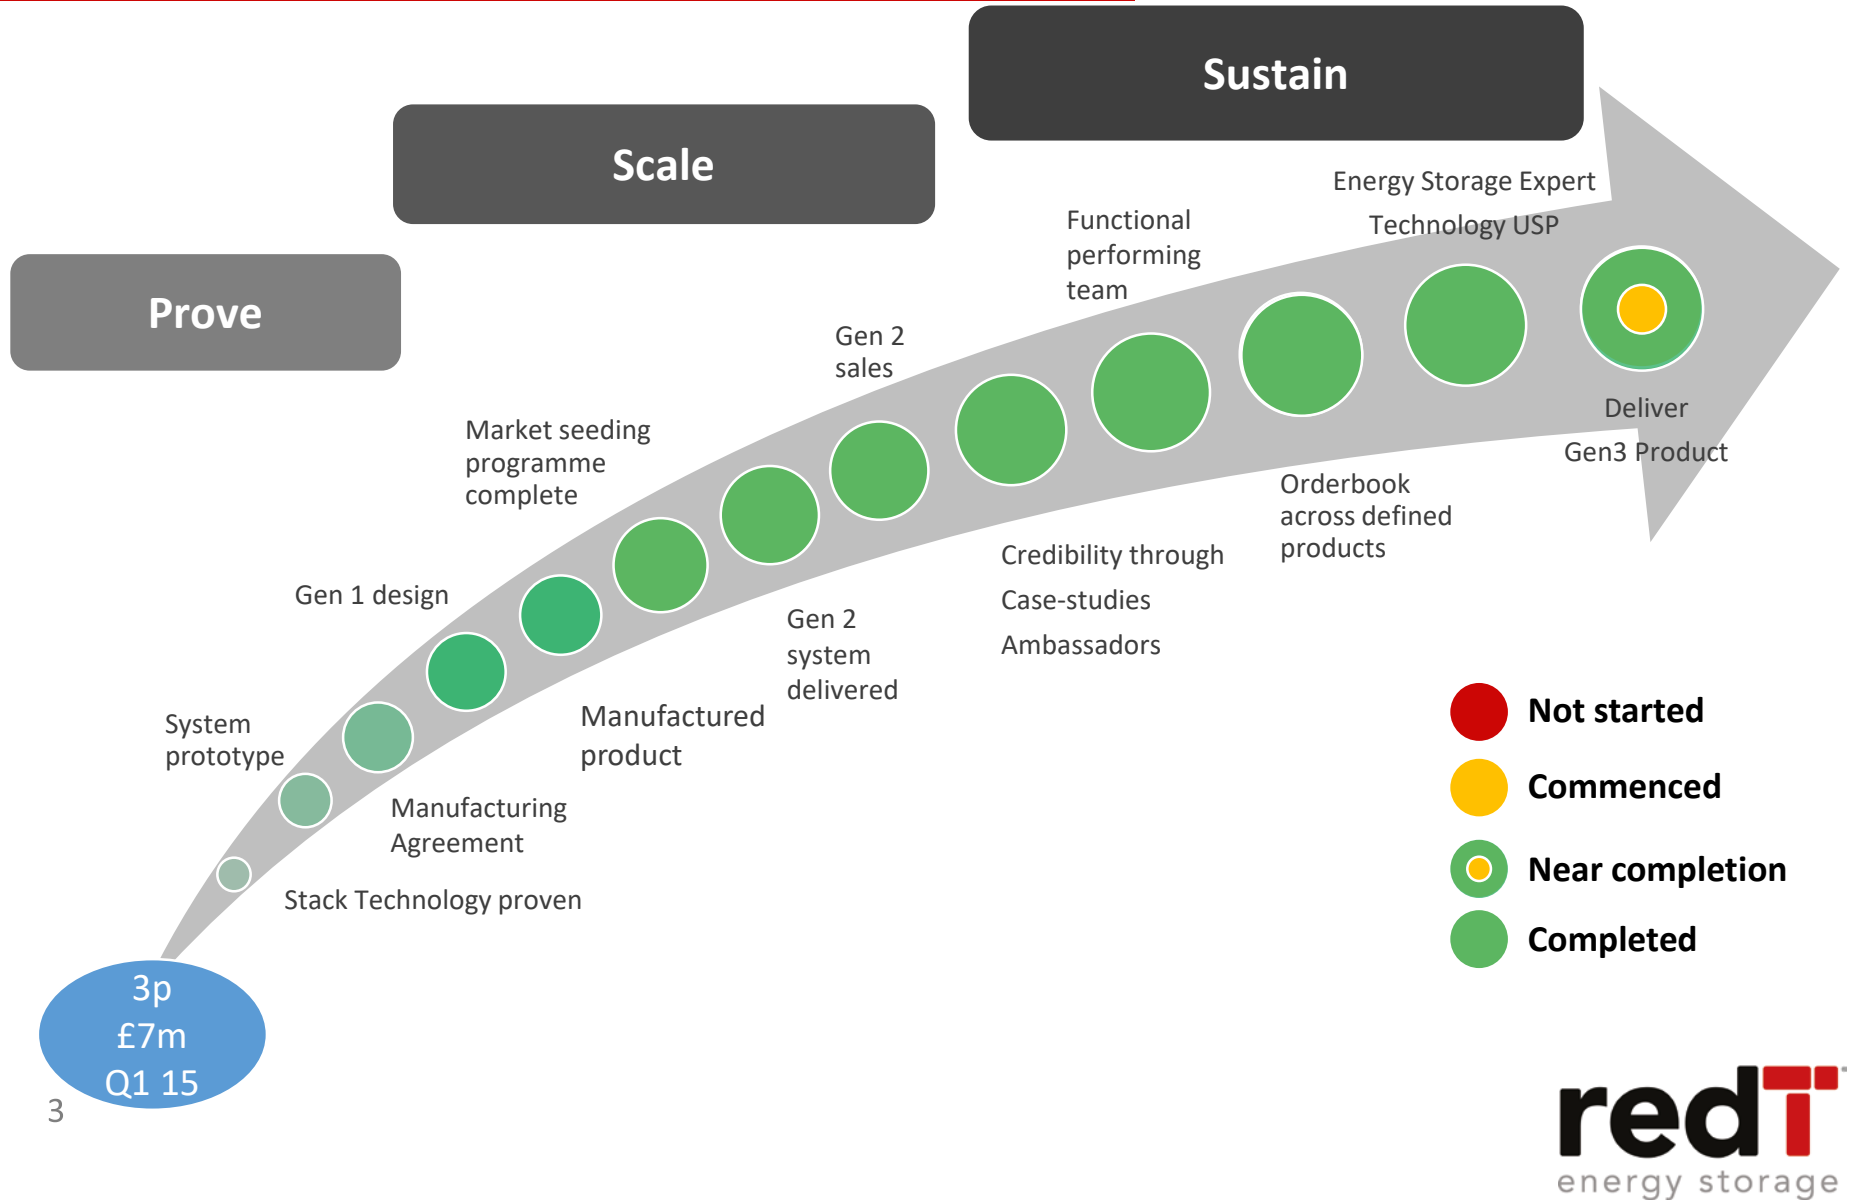 Sustain
Scale
Prove
Energy Storage Expert
Technology USP
Functional
performing
team
Gen 2
sales
Market seeding
programme
complete
Gen 1 design
System
prototype
Deliver
Gen3 Product
Orderbook
across defined
products
Credibility through
Case-studies
Ambassadors
Gen 2
system
delivered
Manufactured
product
Manufacturing
Agreement
Stack Technology proven
Not started
Commenced
Near completion
Completed
3p
£7m
Q1 15
3
redT
energy storage